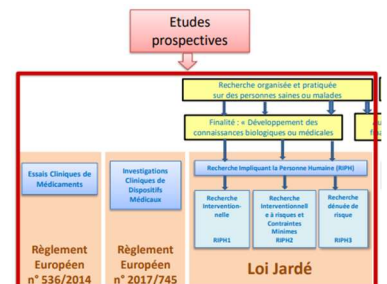 Etudes
prospectives
Recherche organisée et pratiquée
sur des personnes saines ou malades
Finalité : « Développement des
connaissances biologiques ou médicales
Au
Essais Cliniques de
Médicaments
Investigations
Cliniques de
Dispositifs
Médicaux
Recherche Impliquant la Personne Humaine (RIPH)
Recherche
Intervention-
nelle
RIPH1
Recherche
Interventionnell
e à risques et
Contraintes
Minimes
RIPH2
Recherche
dénuée de
risque
RIPH3
Règlement
Européen
n° 536/2014
Règlement
Européen
n° 2017/745
Loi Jardé